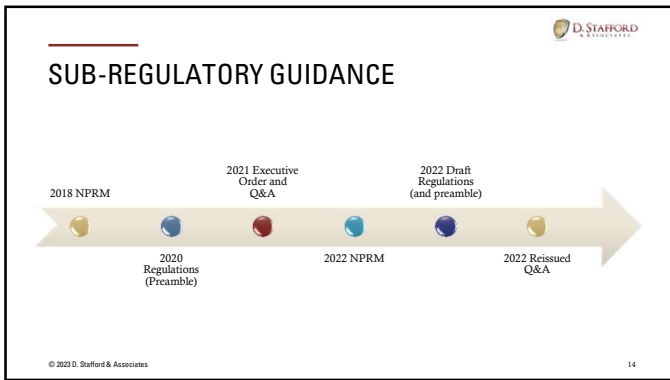 D. STAFFORD
& ASSOCIATES
SUB-REGULATORY GUIDANCE
2018 NPRM
2020
Regulations
(Preamble)
2021 Executive
Order and
Q&A
2022 NPRM
2022 Draft
Regulations
(and preamble)
2022 Reissued
Q&A
© 2023 D. Stafford & Associates
14